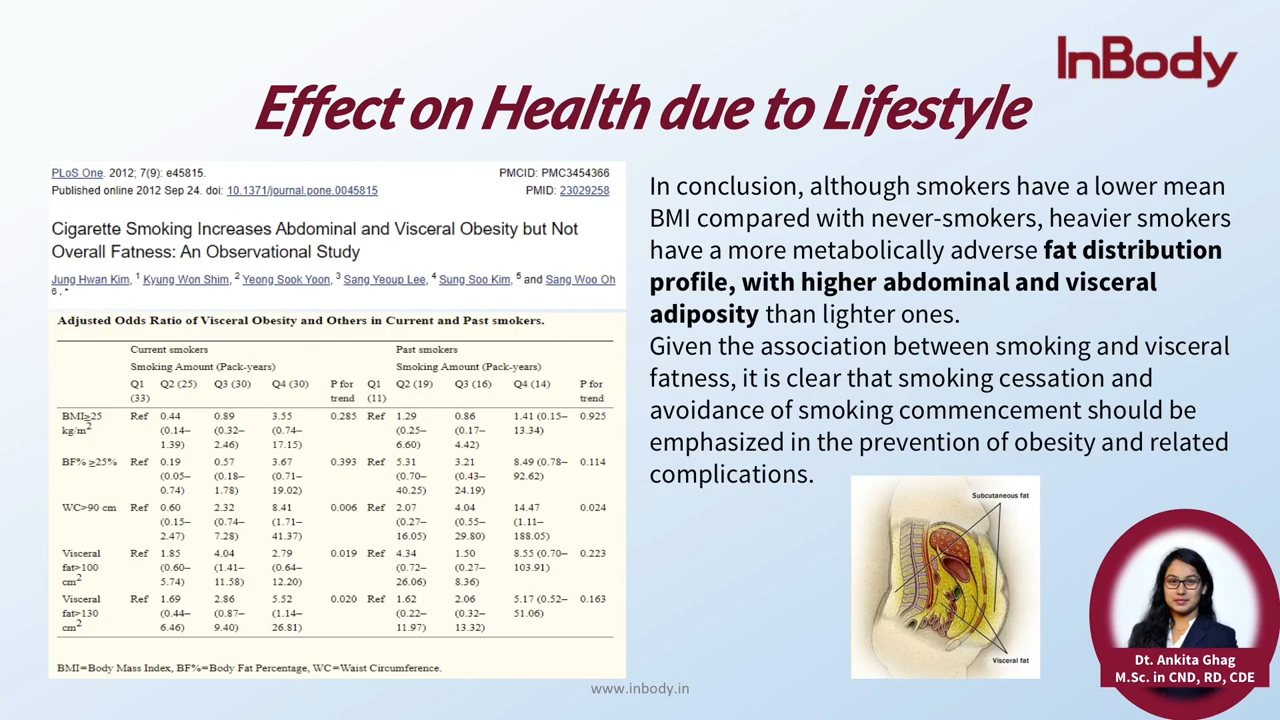 InBody
Effect on Health due to Lifestyle
PLoS One. 2012; 7(9): e45815.
PMCID: PMC3454366
Published online 2012 Sep 24. doi: 10.1371/journal.pone.0045815
PMID: 23029258
Cigarette Smoking Increases Abdominal and Visceral Obesity but Not
Overall Fatness: An Observational Study
Jung Hwan Kim, 1 Kyung Won Shim, 2 Yeong Sook Yoon, 3 Sang Yeoup Lee, 4 Sung Soo Kim, 5 and Sang Woo Oh
6 , *
Adjusted Odds Ratio of Visceral Obesity and Others in Current and Past smokers.
Current smokers Past smokers
Smoking Amount (Pack-years) Smoking Amount (Pack-years)
Q1 Q2 (25) Q3 (30) Q4 (30) P for Q1 Q2 (19) Q3 (16) Q4 (14) P for
(33) trend (11) trend
BMI≥25 Ref 0.44 0.89 3.55 0.285 Ref 1.29 0.86 1.41 (0.15– 0.925
kg/m2 (0.14– (0.32– (0.74– (0.25– (0.17– 13.34)
1.39) 2.46) 17.15) 6.60) 4.42)
BF% ≥25% Ref 0.19 0.57 3.67 0.393 Ref 5.31 3.21 8.49 (0.78– 0.114
(0.05– (0.18– (0.71– (0.70– (0.43– 92.62)
0.74) 1.78) 19.02) 40.25) 24.19)
WC>90 cm Ref 0.60 2.32 8.41 0.006 Ref 2.07 4.04 14.47 0.024
(0.15– (0.74– (1.71– (0.27– (0.55– (1.11–
2.47) 7.28) 41.37) 16.05) 29.80) 188.05)
Visceral Ref 1.85 4.04 2.79 0.019 Ref 4.34 1.50 8.55 (0.70– 0.223
fat>100 (0.60– (1.41– (0.64– (0.72– (0.27– 103.91)
cm2 5.74) 11.58) 12.20) 26.06) 8.36)
Visceral Ref 1.69 2.86 5.52 0.020 Ref 1.62 2.06 5.17 (0.52– 0.163
fat>130 (0.44– (0.87– (1.14– (0.22– (0.32– 51.06)
cm2 6.46) 9.40) 26.81) 11.97) 13.32)
BMI=Body Mass Index, BF%=Body Fat Percentage, WC=Waist Circumference.
In conclusion, although smokers have a lower mean
BMI compared with never-smokers, heavier smokers
have a more metabolically adverse fat distribution
profile, with higher abdominal and visceral
adiposity than lighter ones.
Given the association between smoking and visceral
fatness, it is clear that smoking cessation and
avoidance of smoking commencement should be
emphasized in the prevention of obesity and related
complications.
Subcutaneous fat
Visceral fat
Dt. Ankita Ghag
M.Sc. in CND, RD, CDE
www.inbody.in